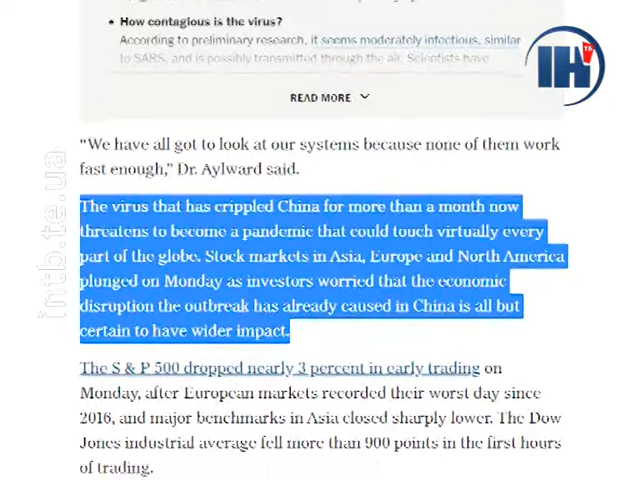 How contagious is the virus?
According to preliminary research, it seems moderately infectious, similar
to SARS, and is possibly transmitted through the air. Scientists have
READ MORE
"We have all got to look at our systems because none of them work
fast enough," Dr. Aylward said.
The virus that has crippled China for more than a month now
threatens to become a pandemic that could touch virtually every
part of the globe. Stock markets in Asia, Europe and North America
plunged on Monday as investors worried that the economic
disruption the outbreak has already caused in China is all but
certain to have wider impact.
The S & P 500 dropped nearly 3 percent in early trading on
Monday, after European markets recorded their worst day since
2016, and major benchmarks in Asia closed sharply lower. The Dow
Jones industrial average fell more than 900 points in the first hours
of trading.
intb.te.ua
ІНТБ